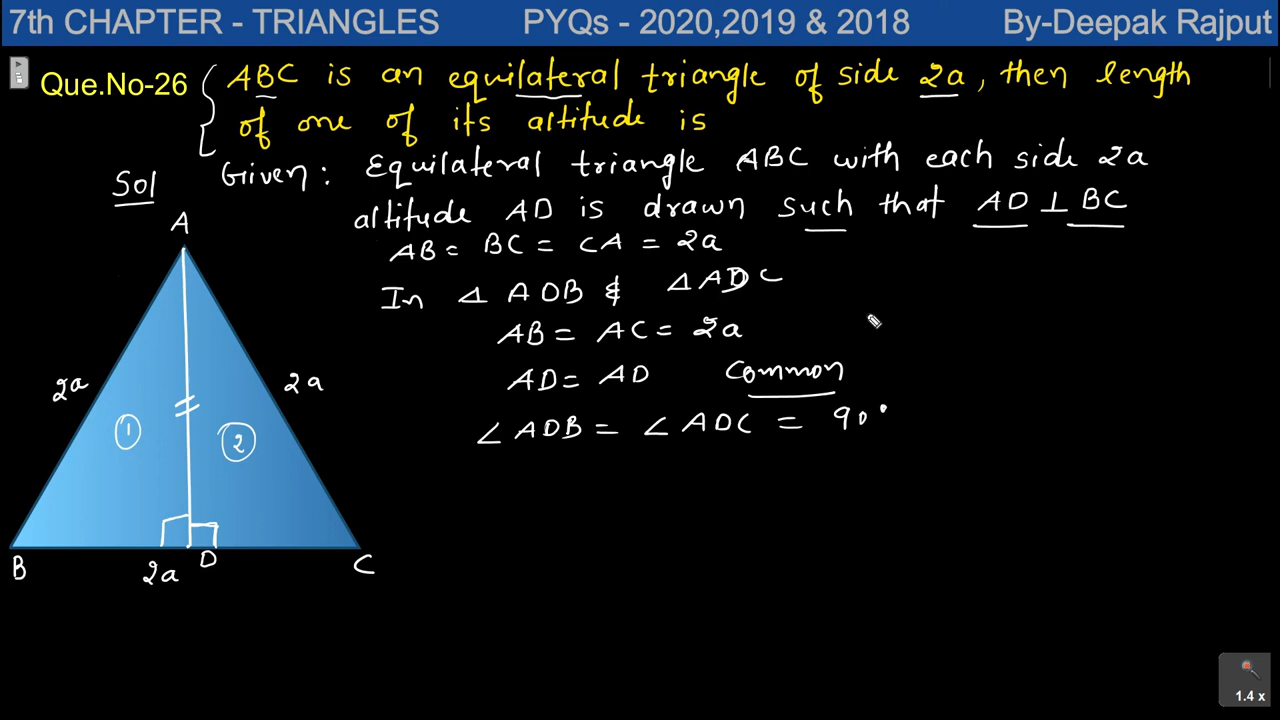 7th CHAPTER - TRIANGLES PYQs - 2020,2019 & 2018 By-Deepak Rajput
Que.No-26 ABC is an equilateral triangle of side 2a, then length
of one of its altitude is
Sol Given: Equilateral triangle ABC with each side 2a
altitude AD is drawn such that AD ⊥ BC
AB = BC = CA = 2a
In △ ADB & △ ADC
AB = AC = 2a
AD = AD Common
∠ ADB = ∠ ADC = 90°
A
2a 2a
1 2
B 2a D C
1.4 x